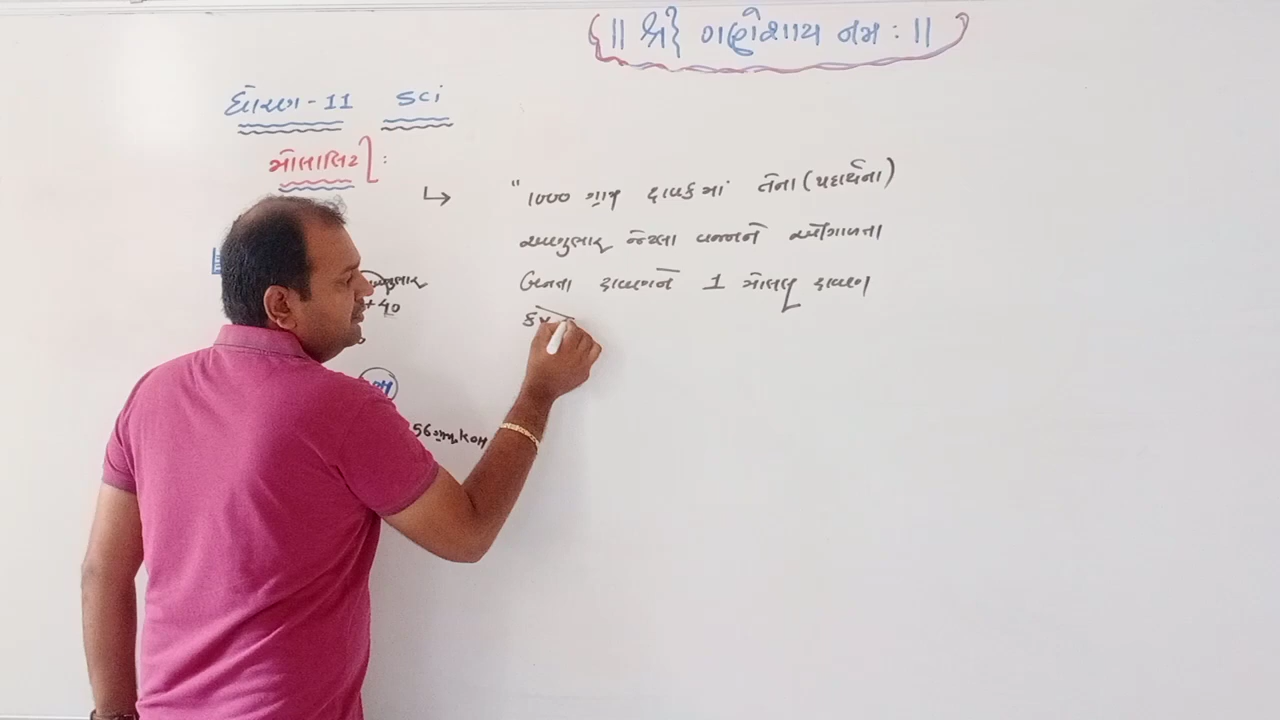 || શ્રી ગણેશાય નમઃ ||
ધોરણ - 11 Sci
મોલાલિટી :
↳ "1000 ગ્રામ દ્રાવકમાં તેના (પદાર્થના)
અણુભાર જેટલા વજનને ઓગાળતા
બનતા દ્રાવણને 1 મોલલ દ્રાવણ
+ 40
56 ગ્રામ KOH